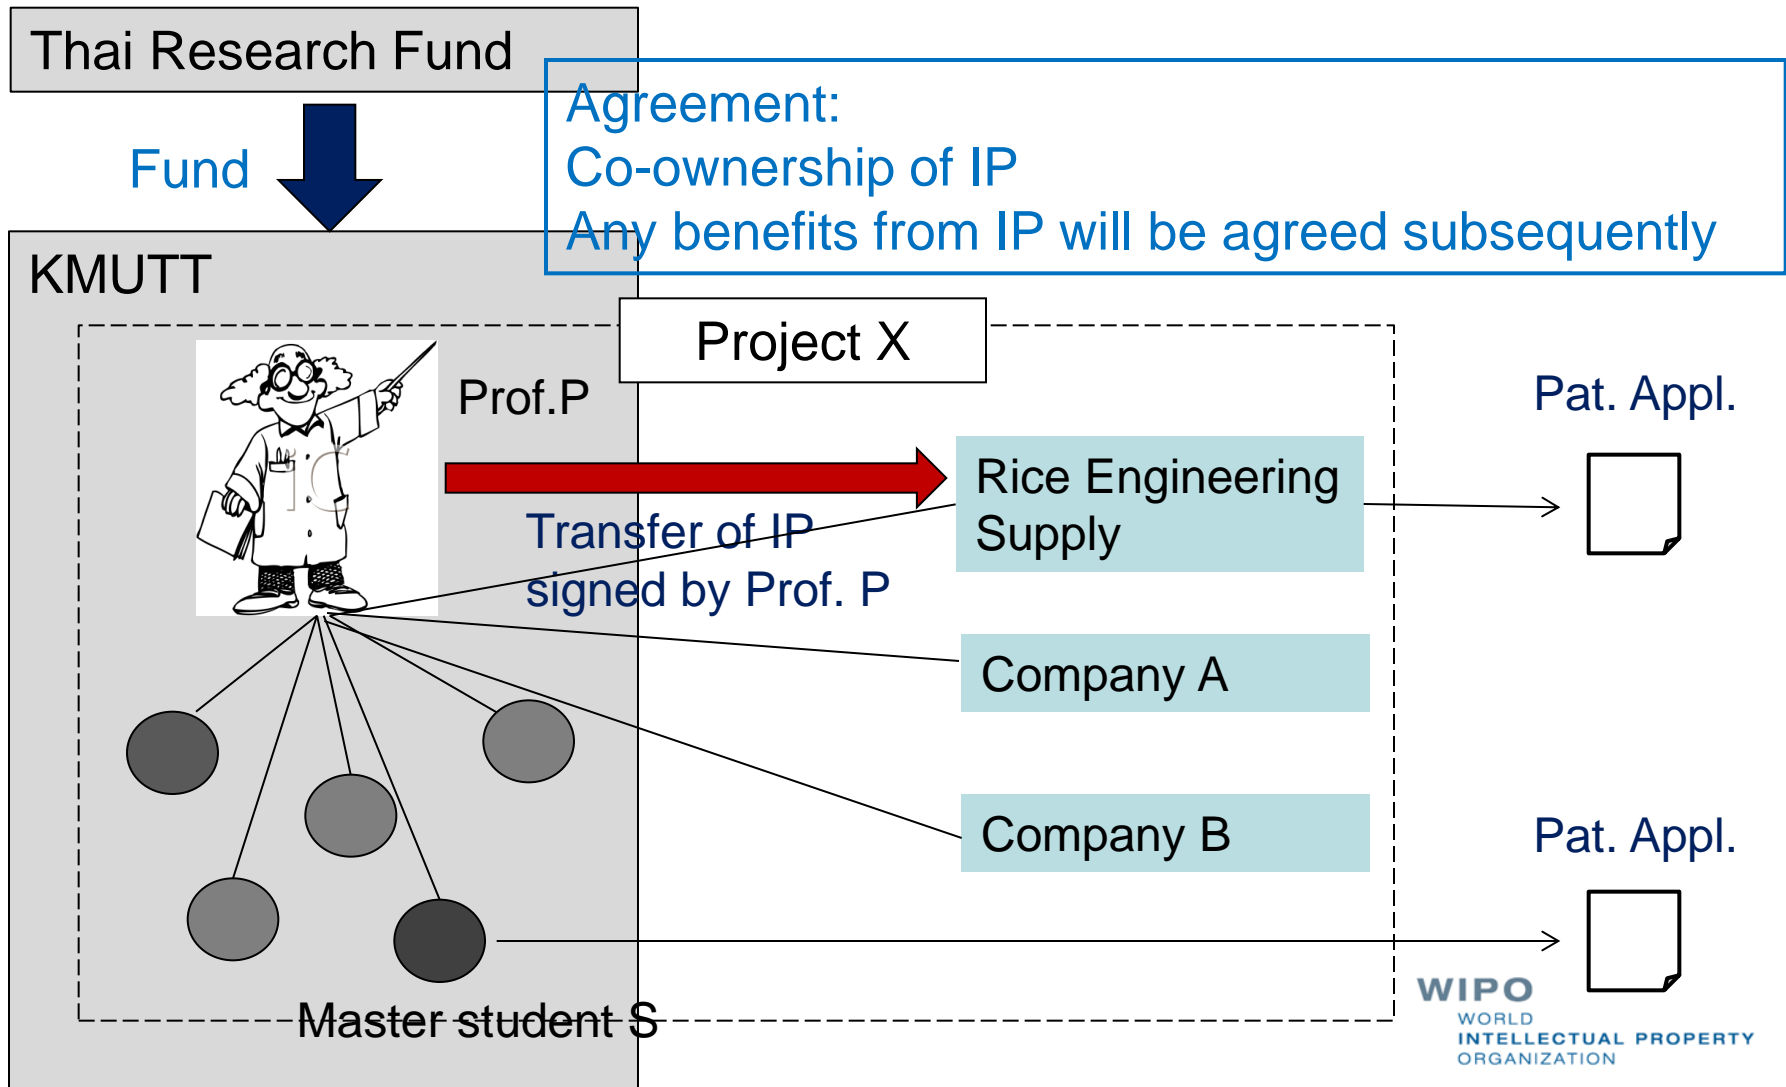 Thai Research Fund
Agreement:
Co-ownership of IP
Any benefits from IP will be agreed subsequently
Fund
KMUTT
Project X
Prof.P
Pat. Appl.
Rice Engineering
Supply
Transfer of IP
signed by Prof. P
Company A
Company B
Pat. Appl.
Master student S
WIPO
WORLD
INTELLECTUAL PROPERTY
ORGANIZATION